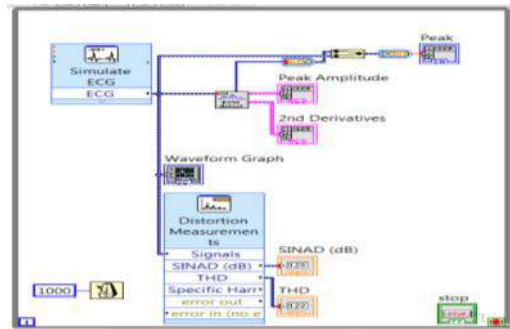 Peak
Simulate
ECG
ECG
Peak Amplitude
2nd Derivatives
Waveform Graph
Distortion
Measuremen
ts
Signals
SINAD (dB)
SINAD (dB)
THD
Specific Harr
THD
error out
error in (no e
1000
stop
i